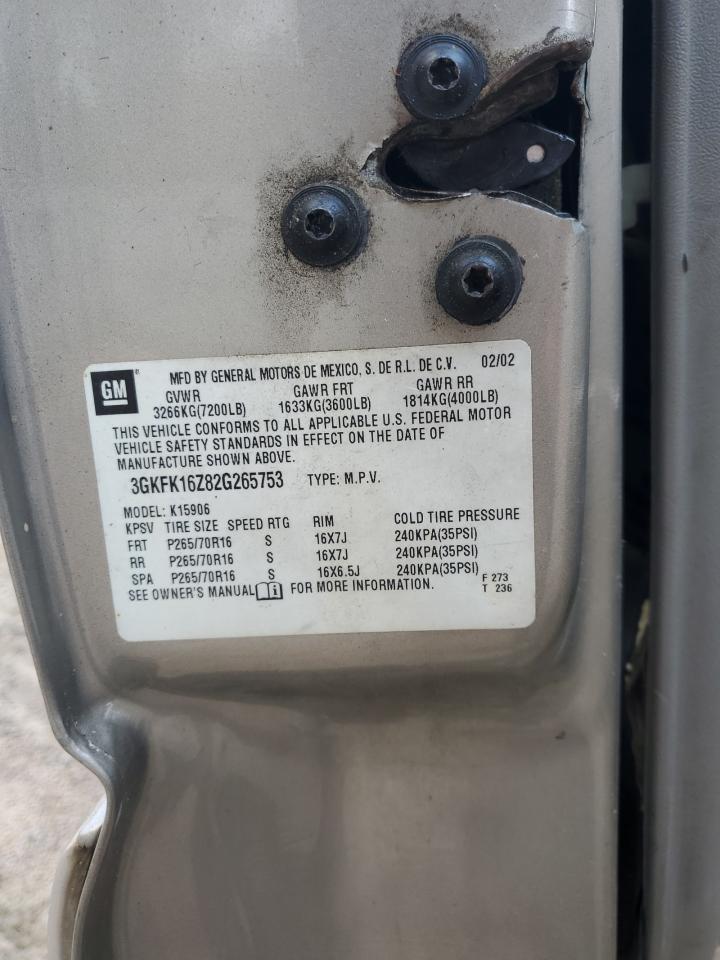 GM MFD BY GENERAL MOTORS DE MEXICO, S. DE R.L. DE C.V. 02/02
GVWR GAWR FRT GAWR RR
3266KG(7200LB) 1633KG(3600LB) 1814KG(4000LB)
THIS VEHICLE CONFORMS TO ALL APPLICABLE U.S. FEDERAL MOTOR
VEHICLE SAFETY STANDARDS IN EFFECT ON THE DATE OF
MANUFACTURE SHOWN ABOVE.
3GKFK16Z82G265753 TYPE: M.P.V.
MODEL: K15906
KPSV TIRE SIZE SPEED RTG RIM COLD TIRE PRESSURE
FRT P265/70R16 S 16X7J 240KPA(35PSI)
RR P265/70R16 S 16X7J 240KPA(35PSI)
SPA P265/70R16 S 16X6.5J 240KPA(35PSI)
SEE OWNER'S MANUAL i FOR MORE INFORMATION. F 273
T 236